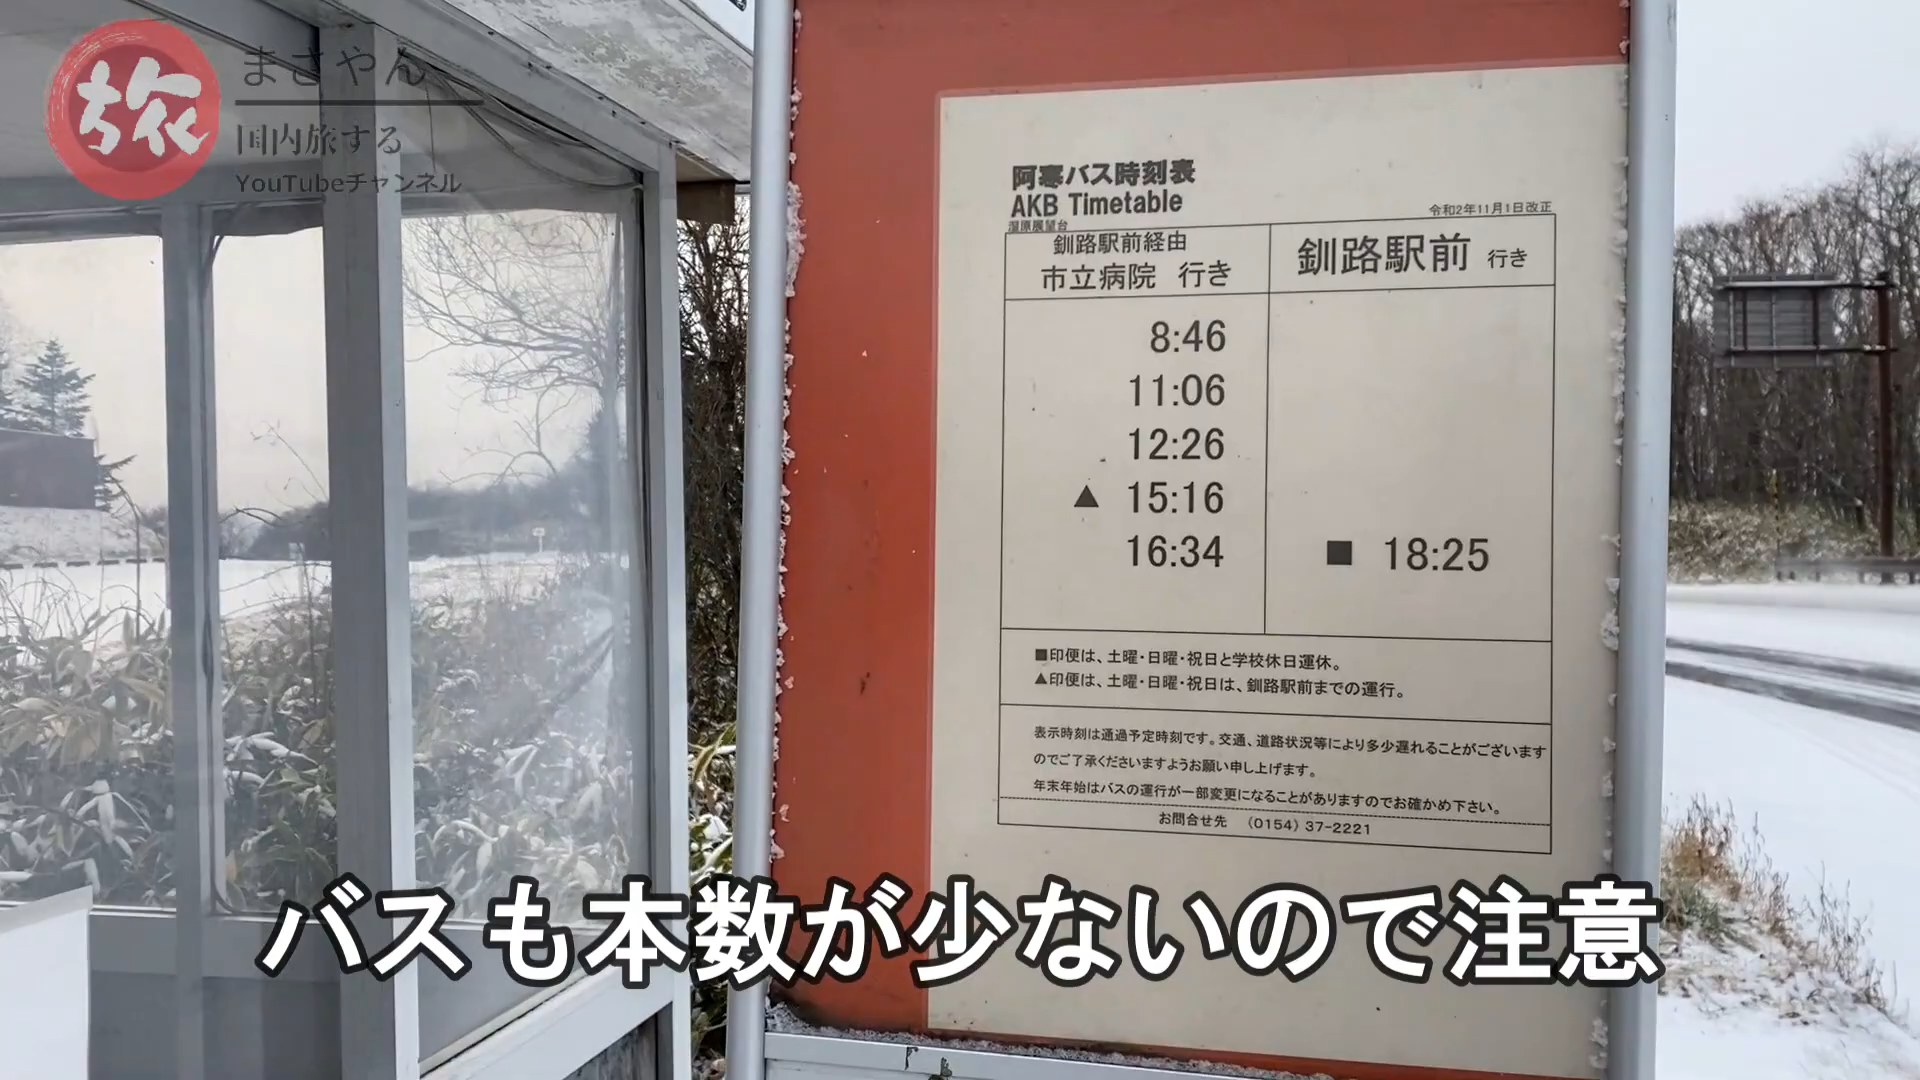 旅
まさやん
国内旅する
YouTubeチャンネル
阿寒バス時刻表
AKB Timetable
令和2年11月1日改正
湿原展望台
釧路駅前経由
市立病院 行き
釧路駅前 行き
8:46
11:06
12:26
▲ 15:16
16:34
■ 18:25
■印便は、土曜・日曜・祝日と学校休日運休。
▲印便は、土曜・日曜・祝日は、釧路駅前までの運行。
表示時刻は通過予定時刻です。交通、道路状況等により多少遅れることがございます
のでご了承くださいますようお願い申し上げます。
年末年始はバスの運行が一部変更になることがありますのでお確かめ下さい。
お問合せ先 (0154) 37-2221
バスも本数が少ないので注意